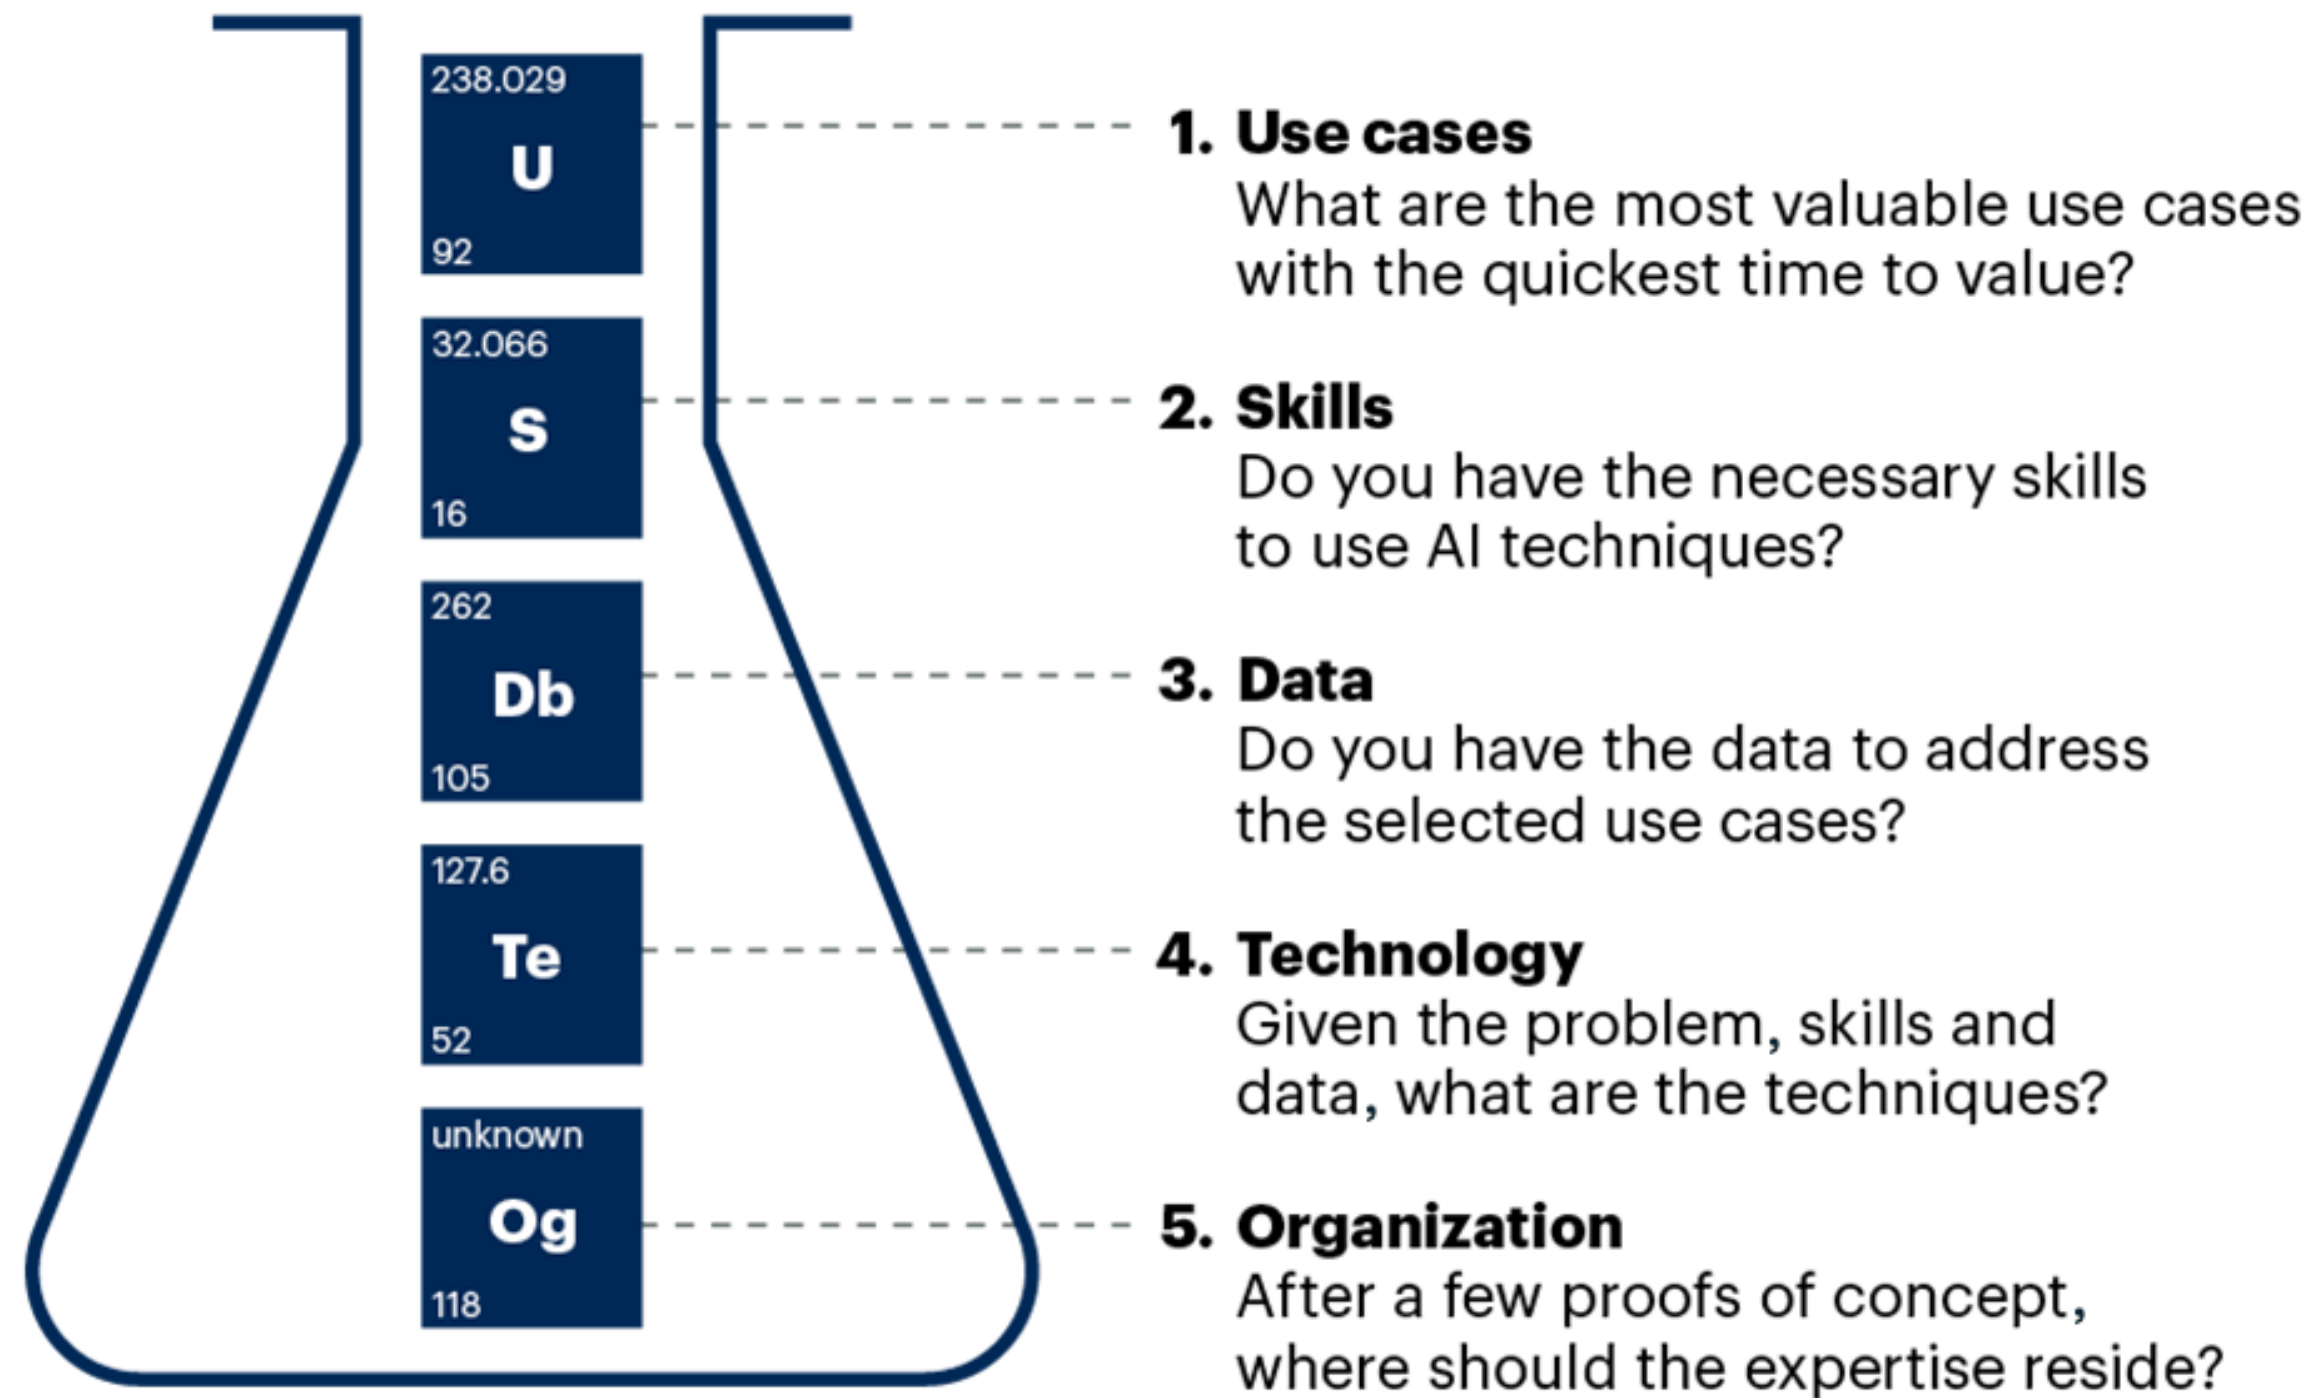 238.029
U
92
1. Use cases
What are the most valuable use cases
with the quickest time to value?
32.066
S
16
2. Skills
Do you have the necessary skills
to use AI techniques?
262
Db
105
3. Data
Do you have the data to address
the selected use cases?
127.6
Te
52
4. Technology
Given the problem, skills and
data, what are the techniques?
unknown
Og
118
5. Organization
After a few proofs of concept,
where should the expertise reside?